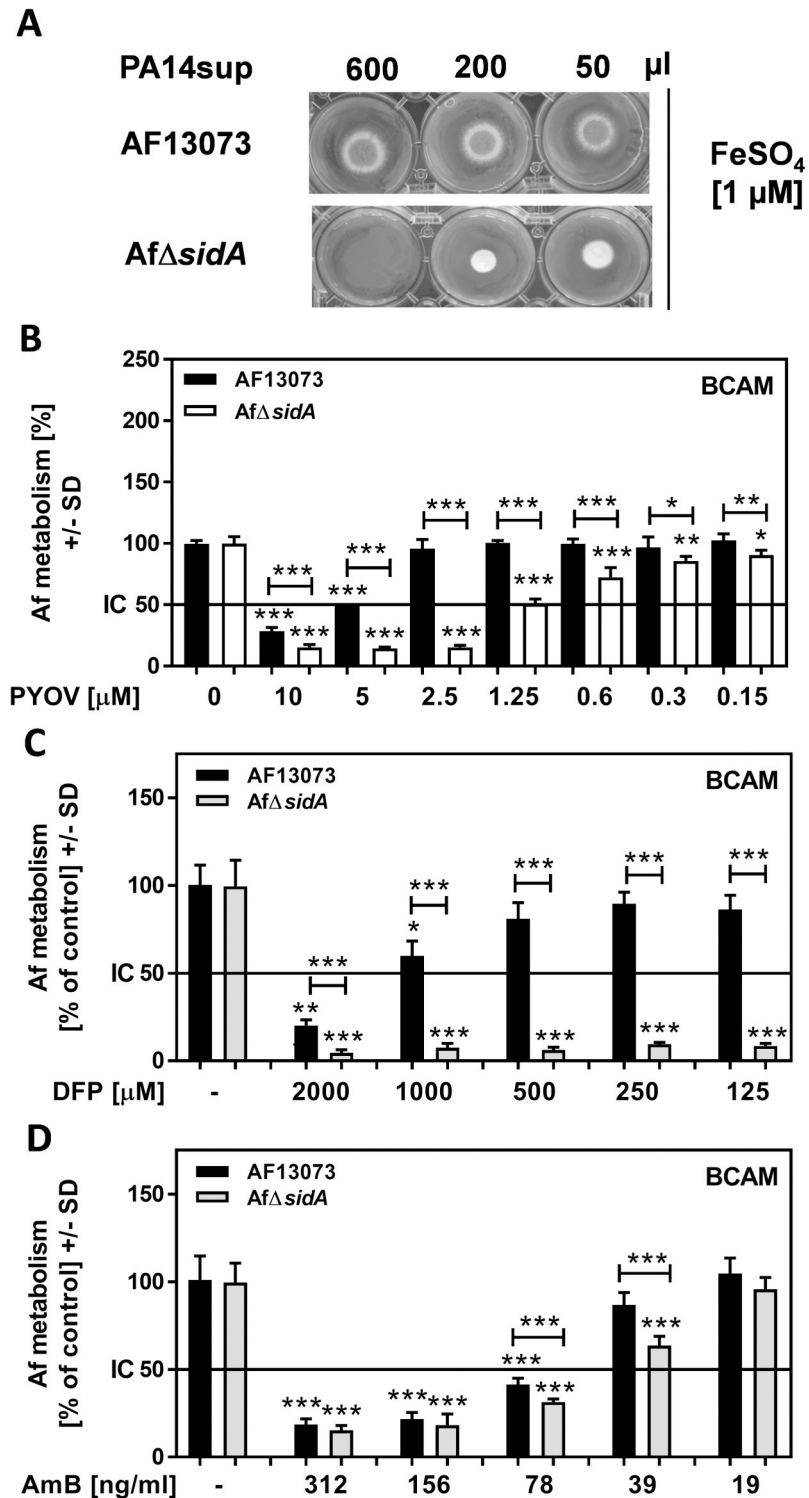 A
PA14sup 600 200 50 µl
AF13073
FeSO4
[1 µM]
AfΔsidA
B
Af metabolism [%]
+/- SD
250
200
150
100
IC 50
0
AF13073
AfΔsidA
BCAM
*** *** *** * **
*** *** ** *
*** *** ***
*** *** *** ***
PYOV [µM] 0 10 5 2.5 1.25 0.6 0.3 0.15
C
Af metabolism
[% of control] +/- SD
150
100
IC 50
0
AF13073
AfΔsidA
BCAM
*** *** *** *** ***
** *** * *** *** *** ***
DFP [µM] - 2000 1000 500 250 125
D
Af metabolism
[% of control] +/- SD
150
100
IC 50
0
AF13073
AfΔsidA
BCAM
*** ***
*** *** *** *** *** *** ***
AmB [ng/ml] - 312 156 78 39 19